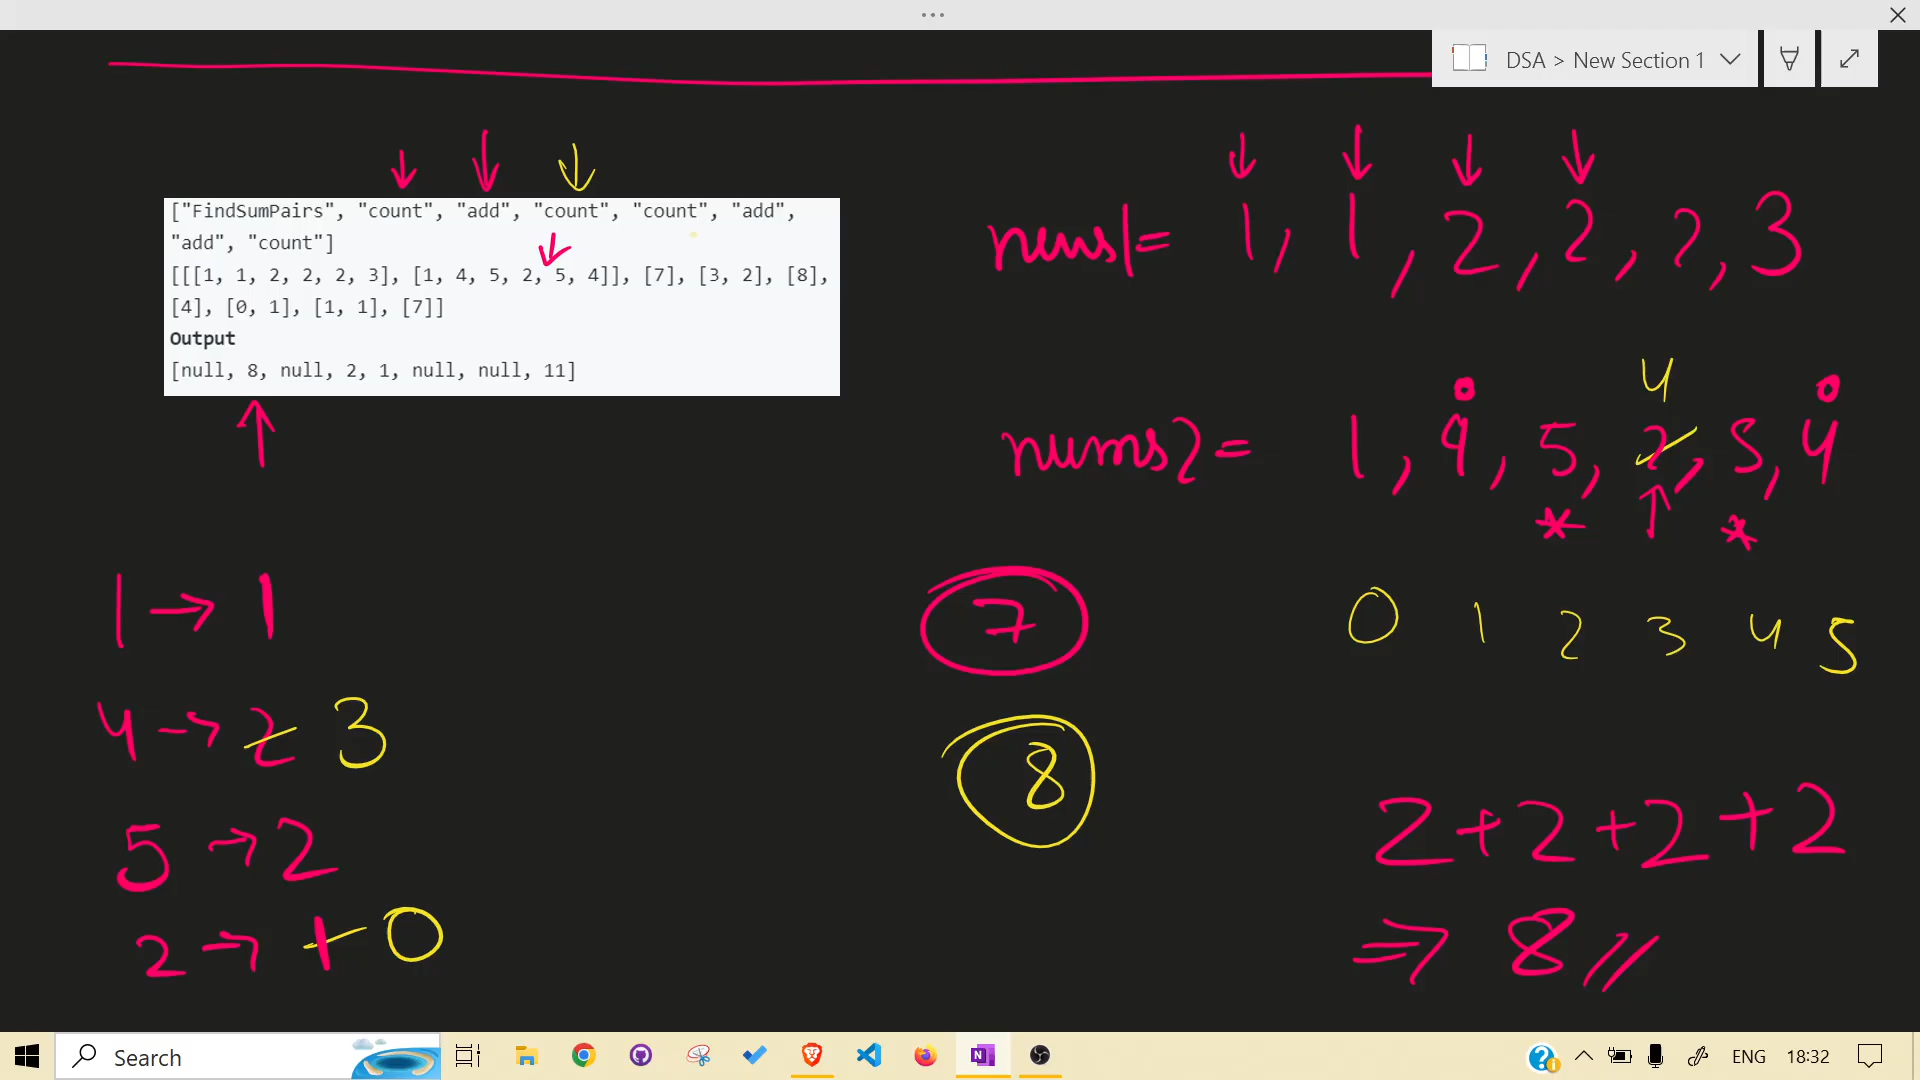 DSA > New Section 1
["FindSumPairs", "count", "add", "count", "count", "add",
"add", "count"]
[[[1, 1, 2, 2, 2, 3], [1, 4, 5, 2, 5, 4]], [7], [3, 2], [8],
[4], [0, 1], [1, 1], [7]]
Output
[null, 8, null, 2, 1, null, null, 11]
nums1= 1, 1, 2, 2, 2, 3
4
nums2= 1, 4, 5, 2, 5, 4
0 1 2 3 4 5
7
8
1 → 1
4 → 2 3
5 → 2
2 → 1 0
2+2+2+2
⇒ 8//
Search
ENG
18:32